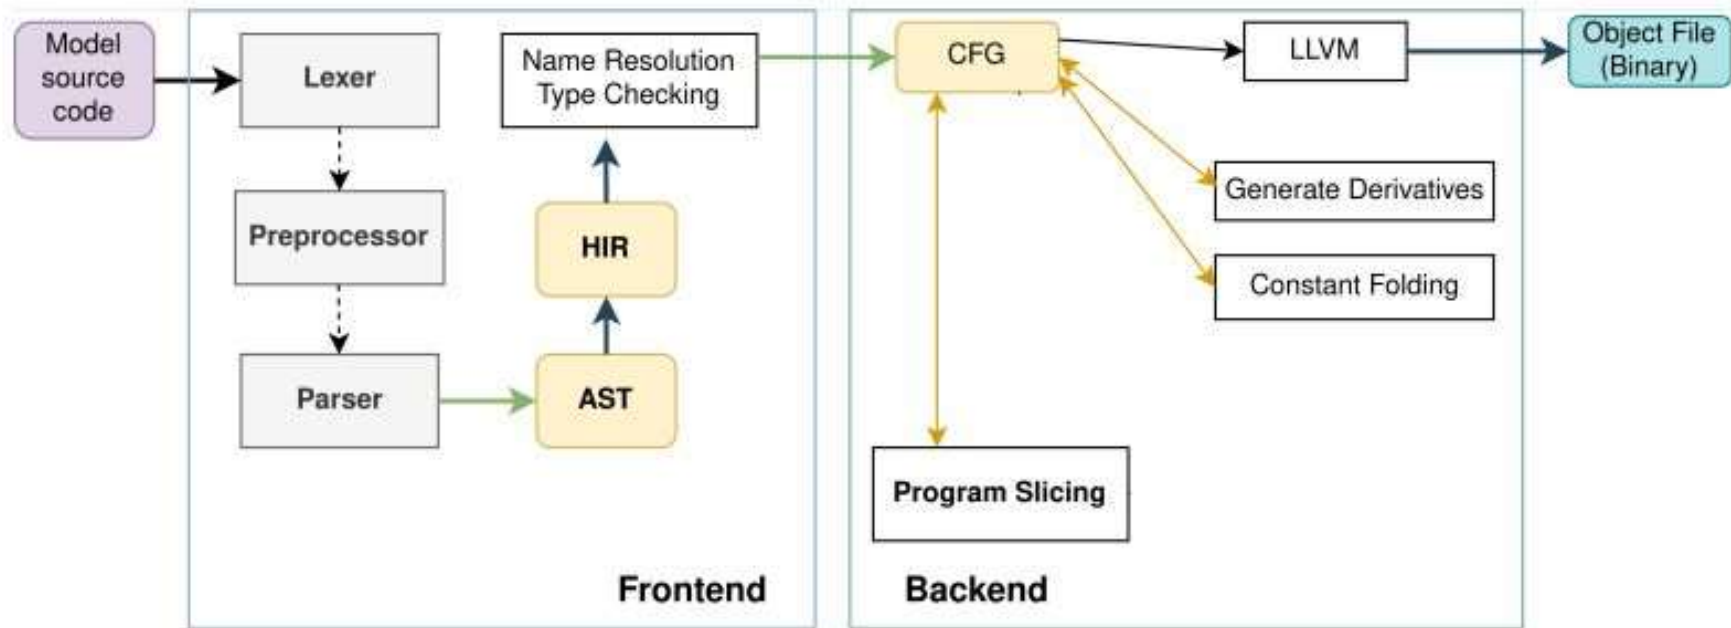 Model
source
code
Lexer
Preprocessor
Parser
AST
HIR
Name Resolution
Type Checking
Frontend
CFG
LLVM
Object File
(Binary)
Generate Derivatives
Constant Folding
Program Slicing
Backend